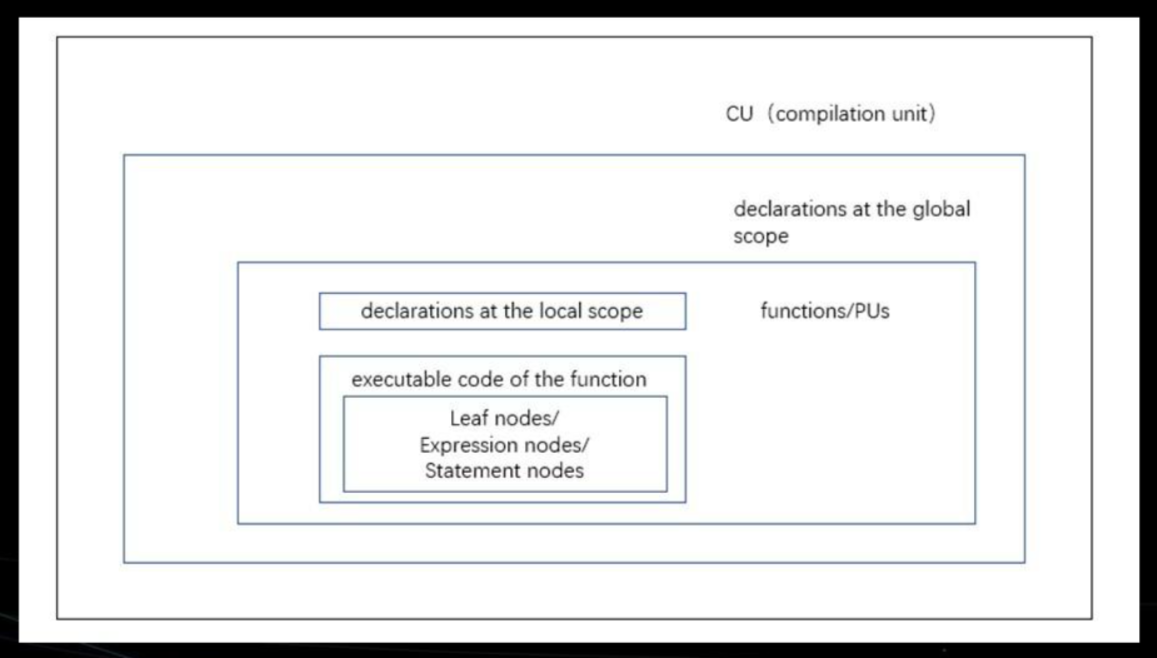 CU（compilation unit）
declarations at the global
scope
declarations at the local scope
functions/PUs
executable code of the function
Leaf nodes/
Expression nodes/
Statement nodes